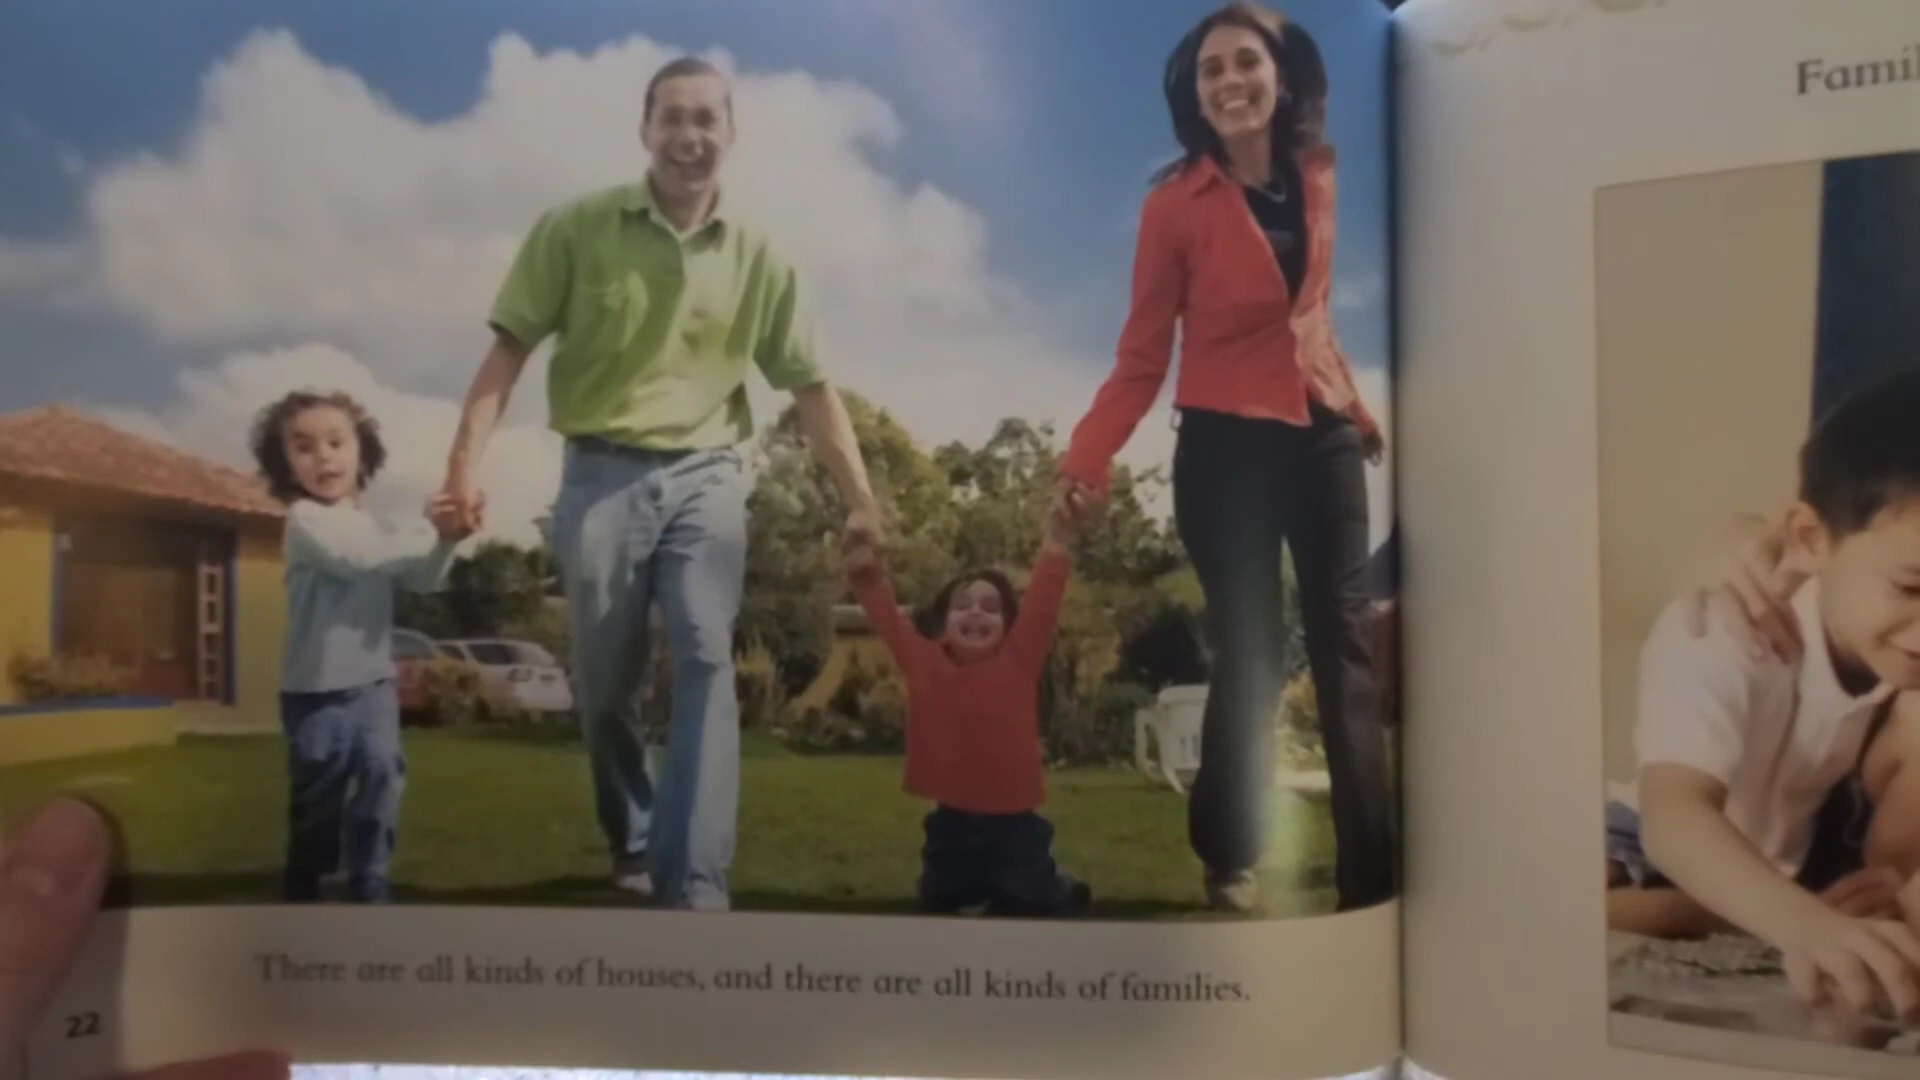 There are all kinds of houses, and there are all kinds of families.
22